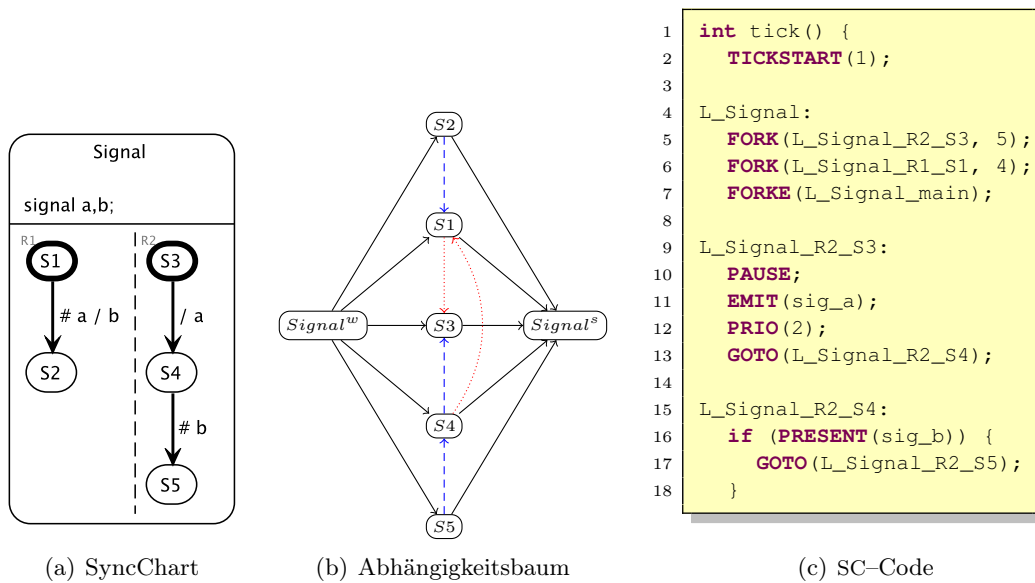 Signal
signal a,b;
R1
S1
# a / b
S2
R2
S3
/ a
S4
# b
S5
(a) SyncChart
S2
S1
Signalʷ
S3
Signalˢ
S4
S5
(b) Abhängigkeitsbaum
1 int tick() {
2 TICKSTART(1);
3
4 L_Signal:
5 FORK(L_Signal_R2_S3, 5);
6 FORK(L_Signal_R1_S1, 4);
7 FORKE(L_Signal_main);
8
9 L_Signal_R2_S3:
10 PAUSE;
11 EMIT(sig_a);
12 PRIO(2);
13 GOTO(L_Signal_R2_S4);
14
15 L_Signal_R2_S4:
16 if (PRESENT(sig_b)) {
17 GOTO(L_Signal_R2_S5);
18 }
(c) SC–Code